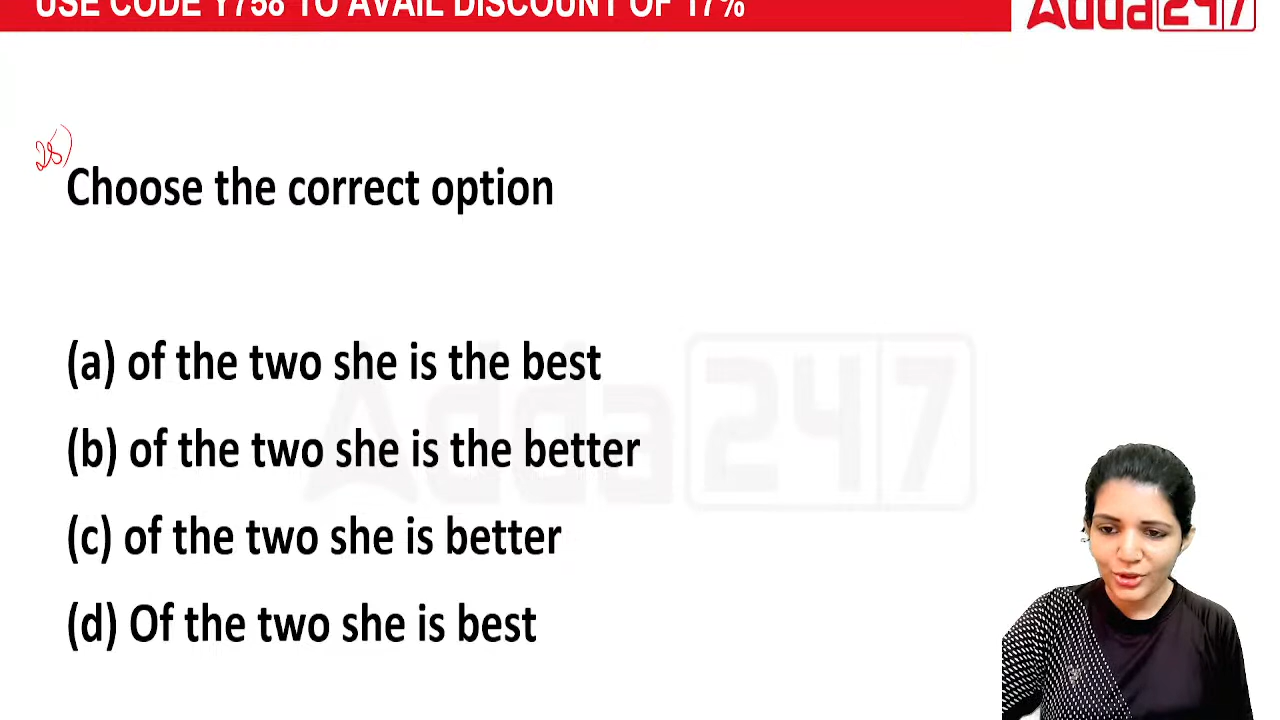 USE CODE Y758 TO AVAIL DISCOUNT OF 17%
Adda247
25)
Choose the correct option
(a) of the two she is the best
(b) of the two she is the better
(c) of the two she is better
(d) Of the two she is best
Adda247